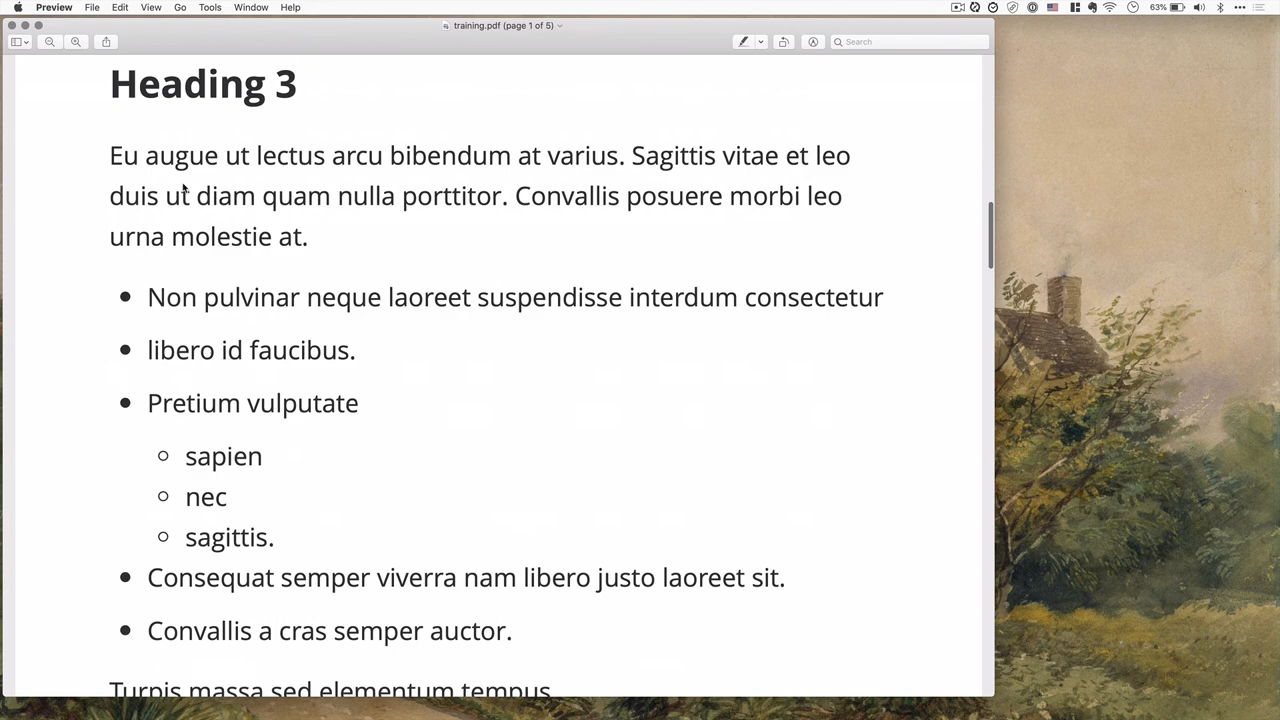 Preview File Edit View Go Tools Window Help
63%
training.pdf (page 1 of 5)
Search
Heading 3
Eu augue ut lectus arcu bibendum at varius. Sagittis vitae et leo
duis ut diam quam nulla porttitor. Convallis posuere morbi leo
urna molestie at.
Non pulvinar neque laoreet suspendisse interdum consectetur
libero id faucibus.
Pretium vulputate
sapien
nec
sagittis.
Consequat semper viverra nam libero justo laoreet sit.
Convallis a cras semper auctor.
Turpis massa sed elementum tempus